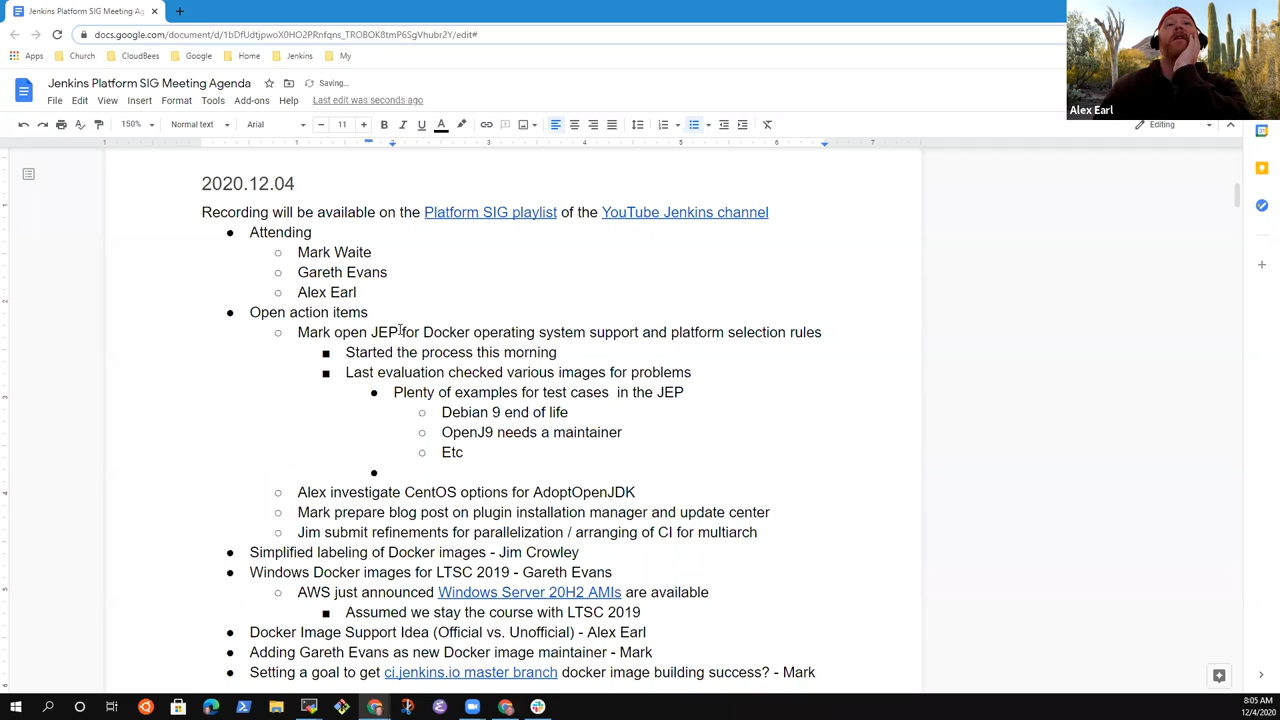 Jenkins Platform SIG Meeting Ag
docs.google.com/document/d/1bDfUdtjpwoX0HO2PRnfqns_TROBOK8tmP6SgVhubr2Y/edit#
Apps Church CloudBees Google Home Jenkins My
Jenkins Platform SIG Meeting Agenda Saving...
File Edit View Insert Format Tools Add-ons Help Last edit was seconds ago
150% Normal text Arial 11 Editing
Alex Earl
1 1 2 3 4 5 6 7
2020.12.04
Recording will be available on the Platform SIG playlist of the YouTube Jenkins channel
Attending
Mark Waite
Gareth Evans
Alex Earl
Open action items
Mark open JEP for Docker operating system support and platform selection rules
Started the process this morning
Last evaluation checked various images for problems
Plenty of examples for test cases in the JEP
Debian 9 end of life
OpenJ9 needs a maintainer
Etc
Alex investigate CentOS options for AdoptOpenJDK
Mark prepare blog post on plugin installation manager and update center
Jim submit refinements for parallelization / arranging of CI for multiarch
Simplified labeling of Docker images - Jim Crowley
Windows Docker images for LTSC 2019 - Gareth Evans
AWS just announced Windows Server 20H2 AMIs are available
Assumed we stay the course with LTSC 2019
Docker Image Support Idea (Official vs. Unofficial) - Alex Earl
Adding Gareth Evans as new Docker image maintainer - Mark
Setting a goal to get ci.jenkins.io master branch docker image building success? - Mark
8:05 AM
12/4/2020